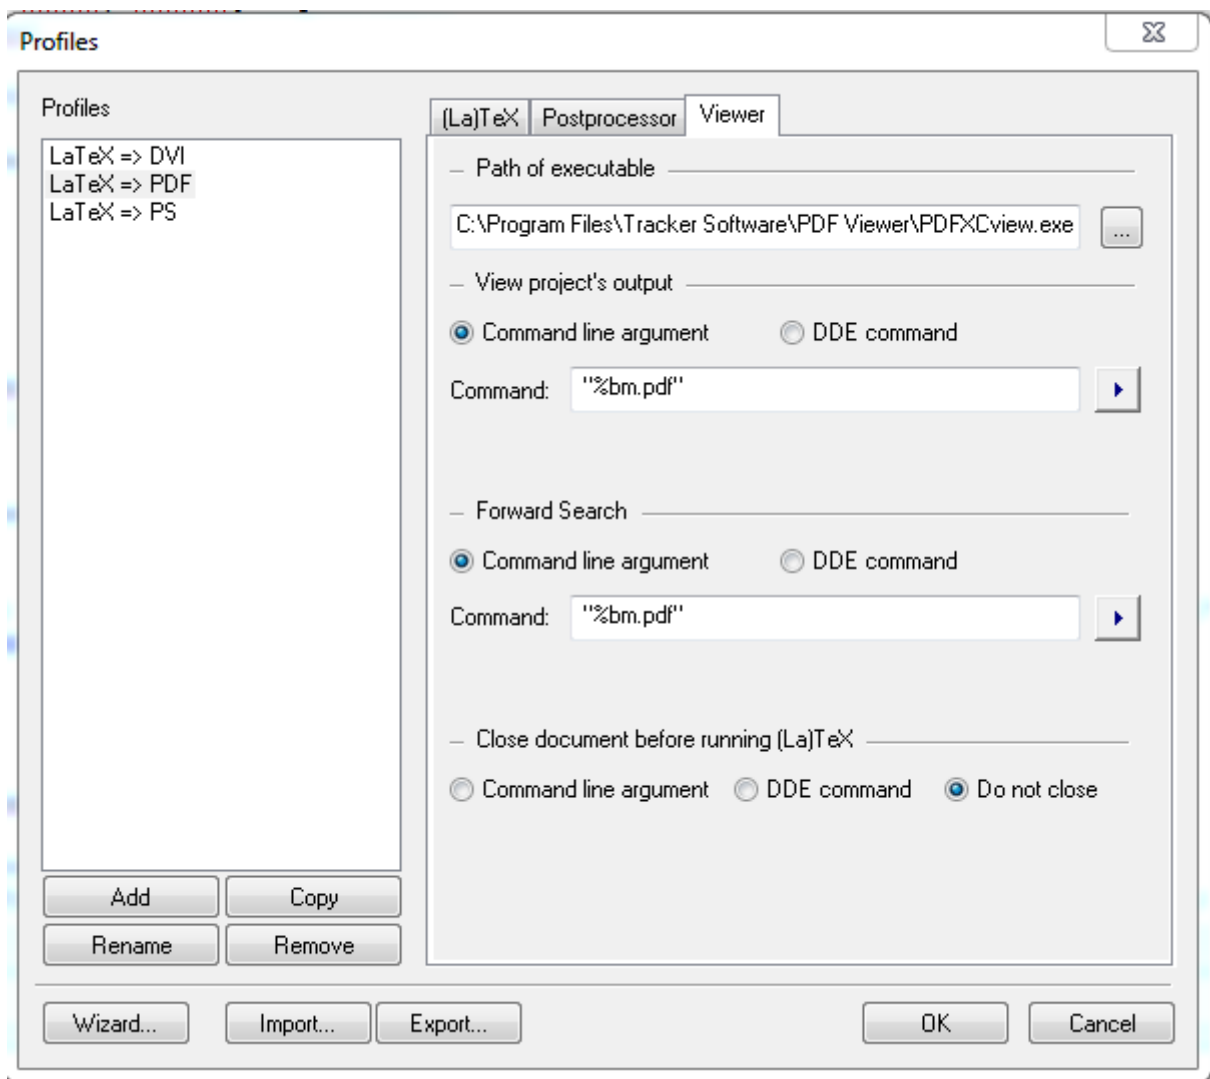 Profiles
Profiles
LaTeX => DVI
LaTeX => PDF
LaTeX => PS
Add
Copy
Rename
Remove
(La)TeX
Postprocessor
Viewer
Path of executable
C:\Program Files\Tracker Software\PDF Viewer\PDFXCview.exe
...
View project's output
Command line argument
DDE command
Command:
"%bm.pdf"
Forward Search
Command line argument
DDE command
Command:
"%bm.pdf"
Close document before running (La)TeX
Command line argument
DDE command
Do not close
Wizard...
Import...
Export...
OK
Cancel